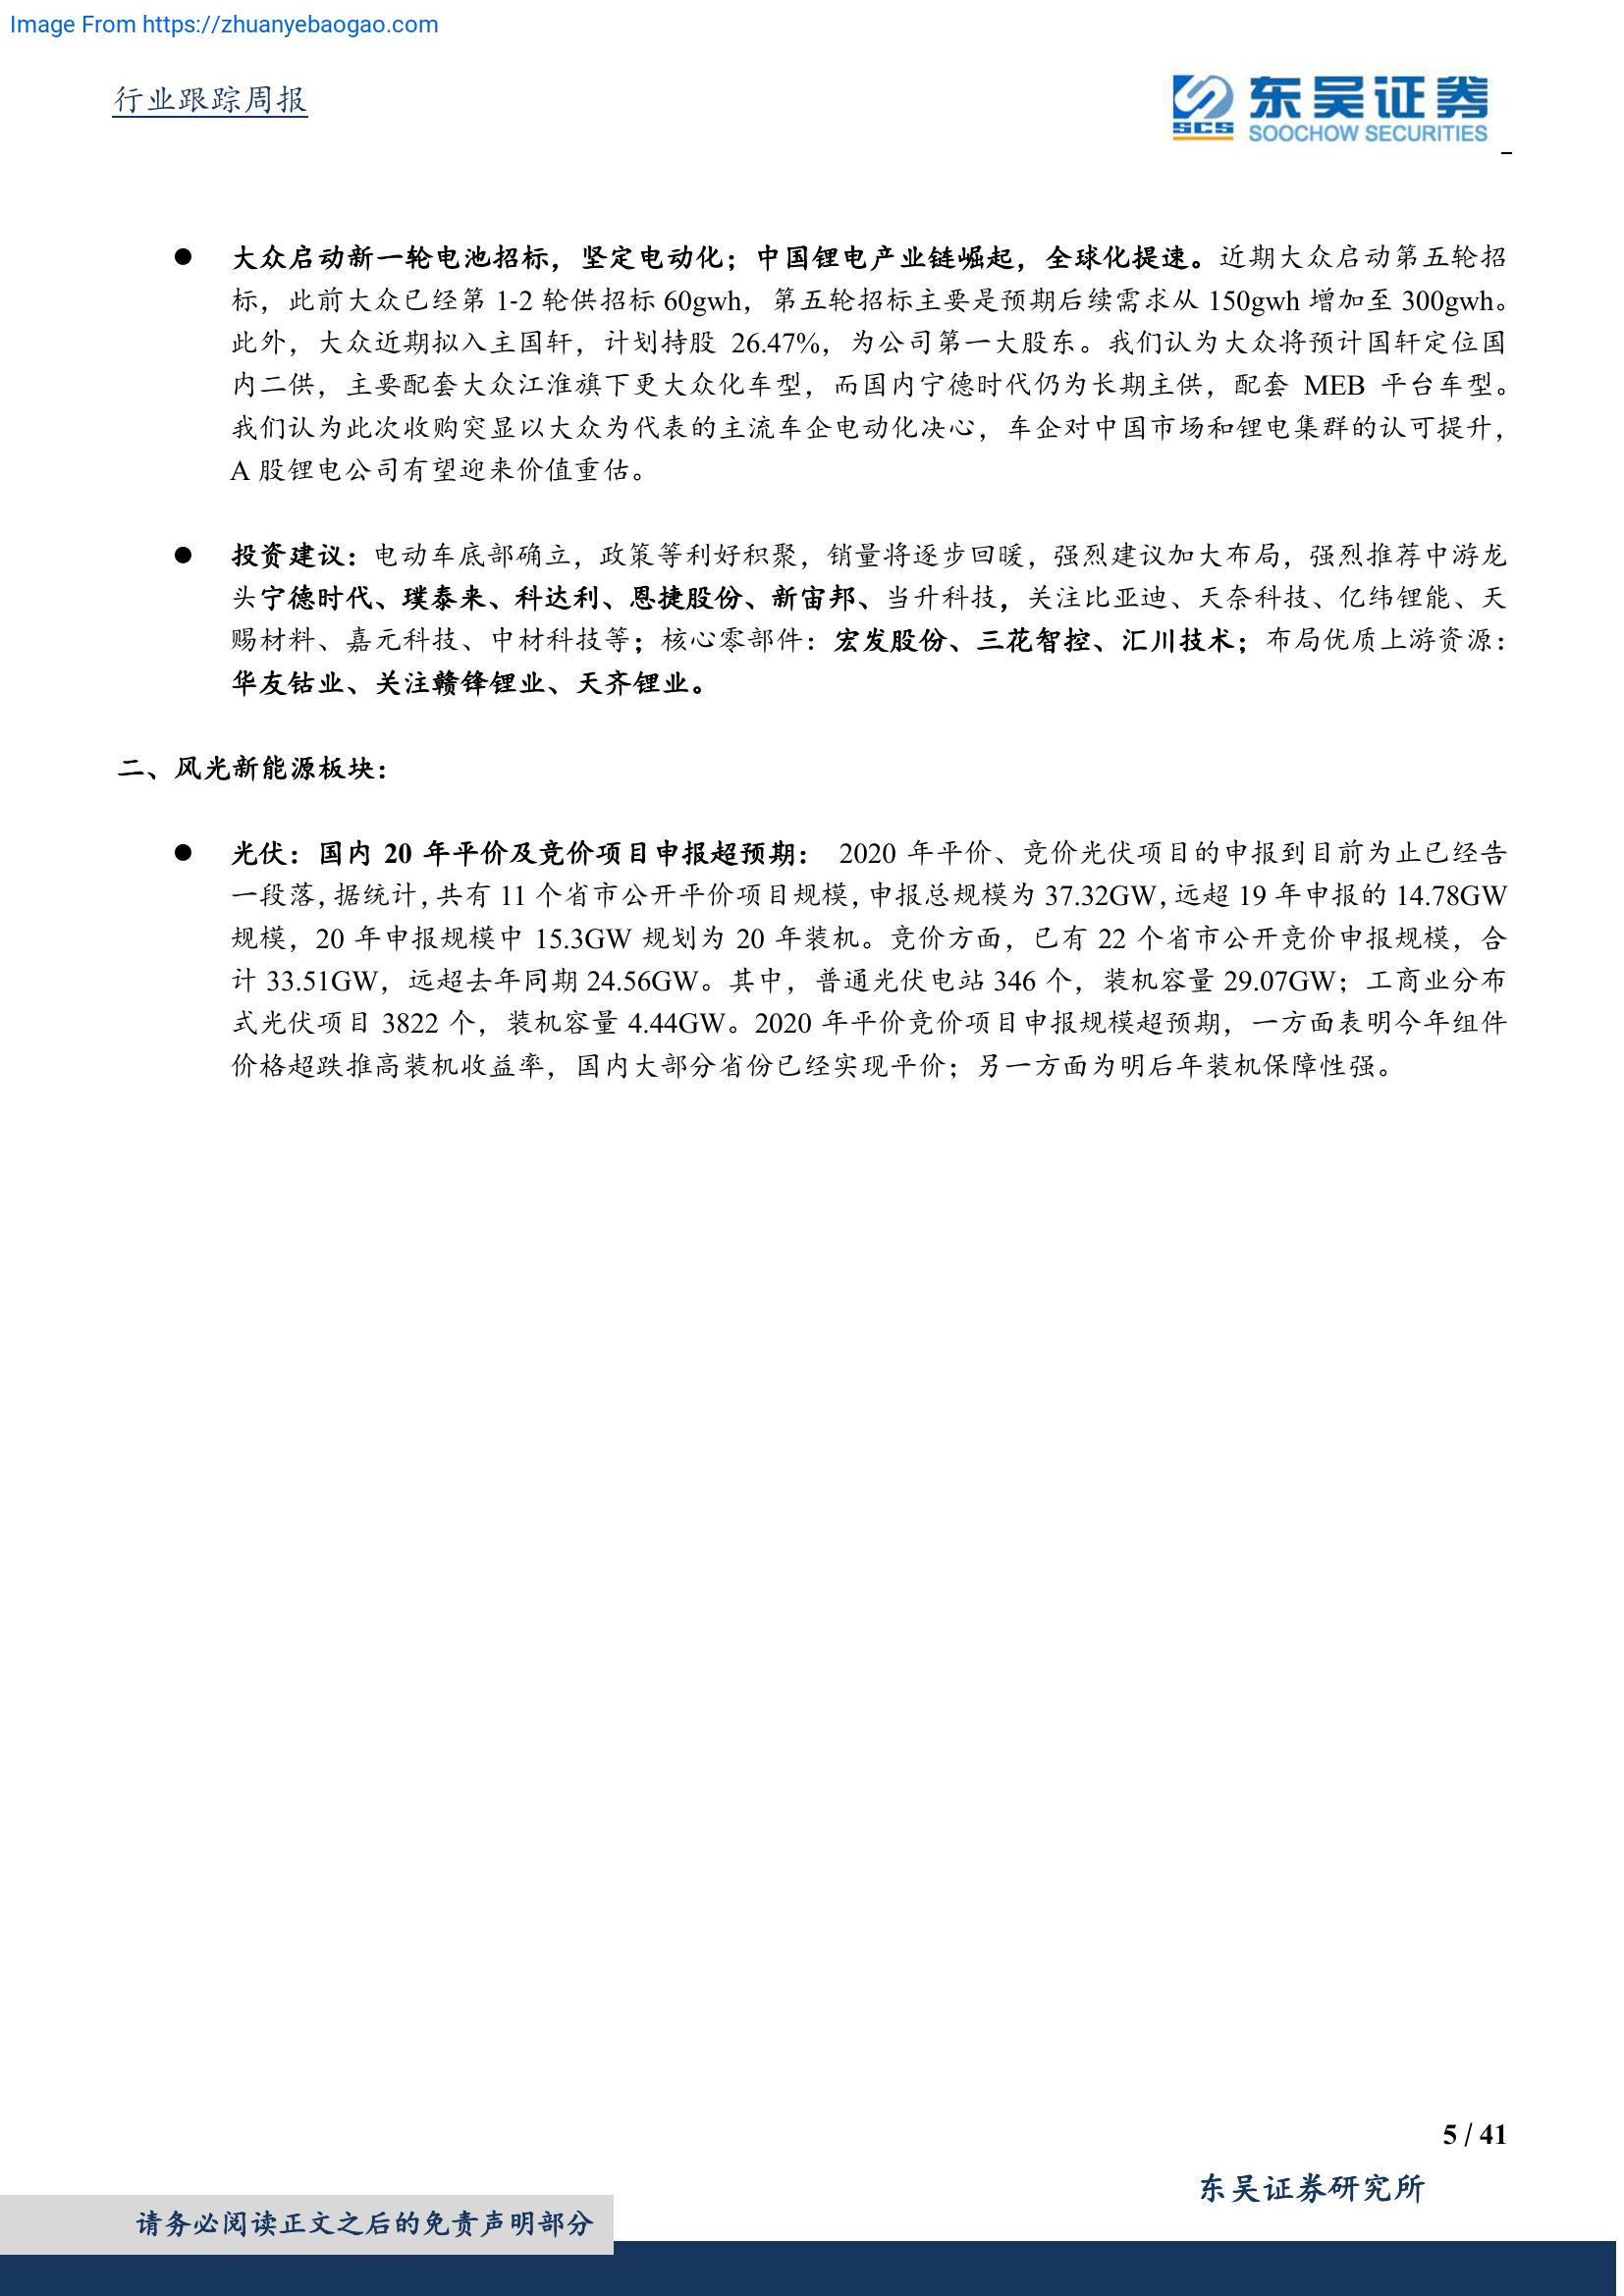 Image From https://zhuanyebaogao.com
行业跟踪周报
SCS 东吴证券
SOOCHOW SECURITIES
● 大众启动新一轮电池招标，坚定电动化；中国锂电产业链崛起，全球化提速。近期大众启动第五轮招
标，此前大众已经第 1-2 轮供招标 60gwh，第五轮招标主要是预期后续需求从 150gwh 增加至 300gwh。
此外，大众近期拟入主国轩，计划持股 26.47%，为公司第一大股东。我们认为大众将预计国轩定位国
内二供，主要配套大众江淮旗下更大众化车型，而国内宁德时代仍为长期主供，配套 MEB 平台车型。
我们认为此次收购突显以大众为代表的主流车企电动化决心，车企对中国市场和锂电集群的认可提升，
A 股锂电公司有望迎来价值重估。
● 投资建议：电动车底部确立，政策等利好积聚，销量将逐步回暖，强烈建议加大布局，强烈推荐中游龙
头宁德时代、璞泰来、科达利、恩捷股份、新宙邦、当升科技，关注比亚迪、天奈科技、亿纬锂能、天
赐材料、嘉元科技、中材科技等；核心零部件：宏发股份、三花智控、汇川技术；布局优质上游资源：
华友钴业、关注赣锋锂业、天齐锂业。
二、风光新能源板块：
● 光伏：国内 20 年平价及竞价项目申报超预期： 2020 年平价、竞价光伏项目的申报到目前为止已经告
一段落，据统计，共有 11 个省市公开平价项目规模，申报总规模为 37.32GW，远超 19 年申报的 14.78GW
规模，20 年申报规模中 15.3GW 规划为 20 年装机。竞价方面，已有 22 个省市公开竞价申报规模，合
计 33.51GW，远超去年同期 24.56GW。其中，普通光伏电站 346 个，装机容量 29.07GW；工商业分布
式光伏项目 3822 个，装机容量 4.44GW。2020 年平价竞价项目申报规模超预期，一方面表明今年组件
价格超跌推高装机收益率，国内大部分省份已经实现平价；另一方面为明后年装机保障性强。
5 / 41
东吴证券研究所
请务必阅读正文之后的免责声明部分